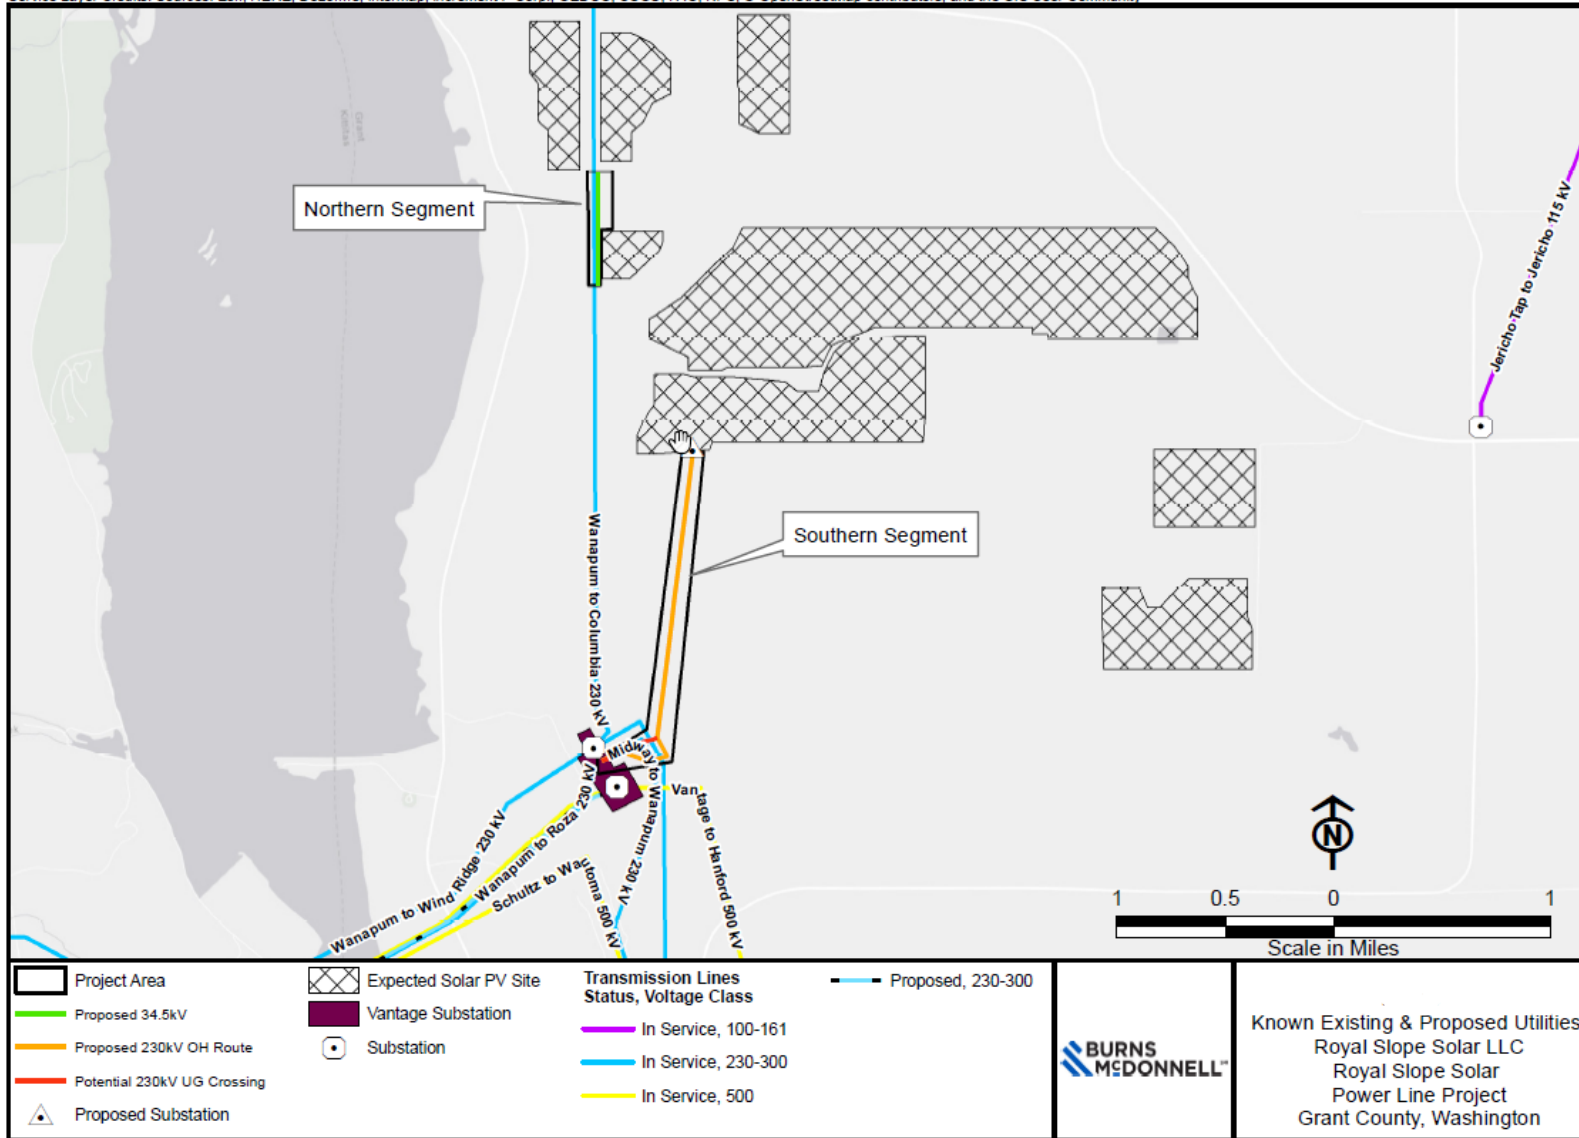 Grant
Kittitas
Northern Segment
Jericho Tap to Jericho 115 kV
Southern Segment
Wanapum to Columbia 230 kV
Midway to Wanapum 230 kV
Vantage to Hanford 500 kV
Wanapum to Wind Ridge 230 kV
Wanapum to Roza 230 kV
Schultz to Wautoma 500 kV
N
1 0.5 0 1
Scale in Miles
Project Area
Proposed 34.5kV
Proposed 230kV OH Route
Potential 230kV UG Crossing
Proposed Substation
Expected Solar PV Site
Vantage Substation
Substation
Transmission Lines
Status, Voltage Class
In Service, 100-161
In Service, 230-300
In Service, 500
Proposed, 230-300
BURNS
McDONNELL
Known Existing & Proposed Utilities
Royal Slope Solar LLC
Royal Slope Solar
Power Line Project
Grant County, Washington